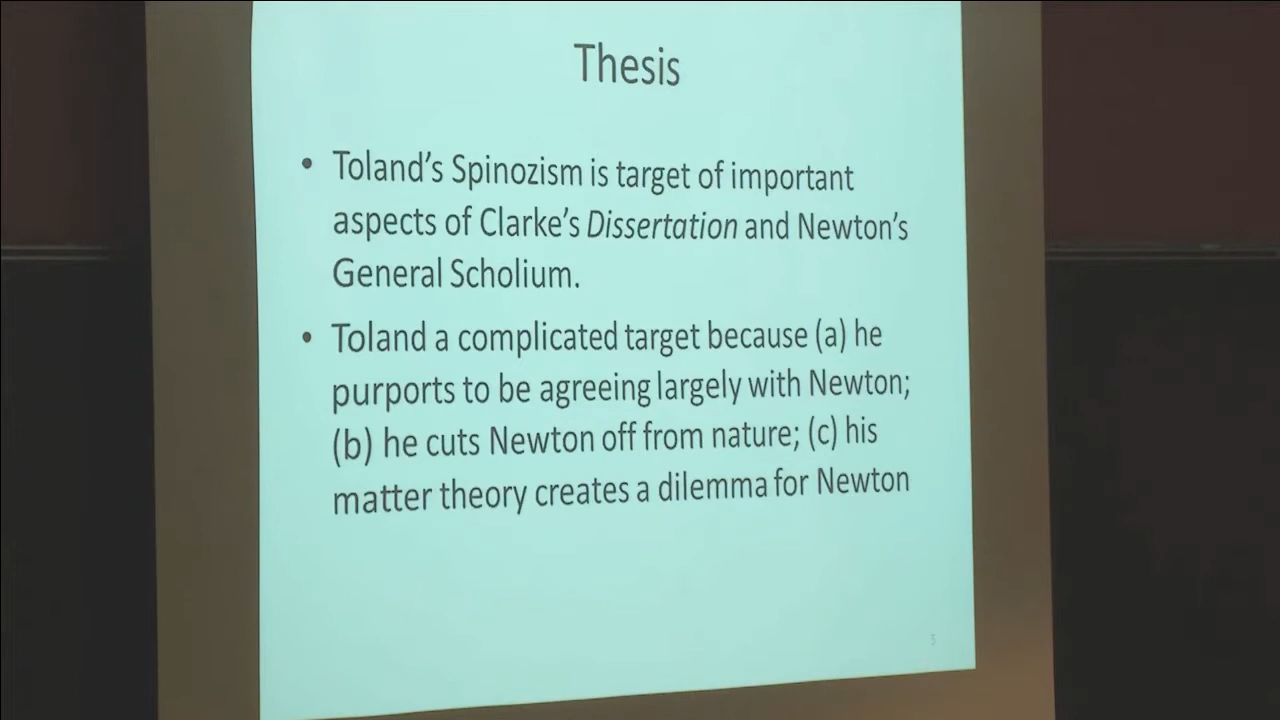 Thesis
• Toland's Spinozism is target of important
aspects of Clarke's Dissertation and Newton's
General Scholium.
• Toland a complicated target because (a) he
purports to be agreeing largely with Newton;
(b) he cuts Newton off from nature; (c) his
matter theory creates a dilemma for Newton
5